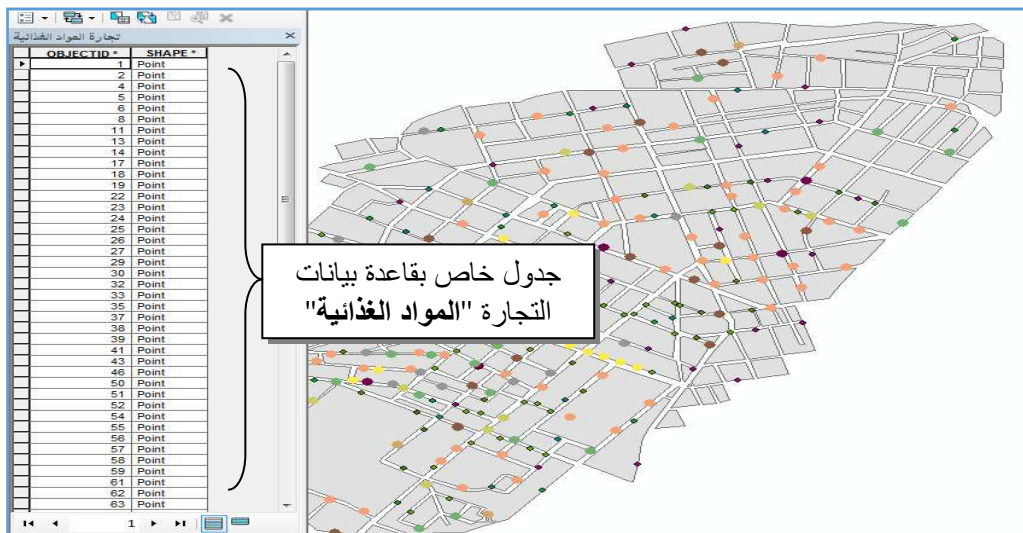 تجارة المواد الغذائية
OBJECTID * SHAPE *
1 Point
2 Point
4 Point
5 Point
6 Point
8 Point
11 Point
13 Point
14 Point
17 Point
18 Point
19 Point
22 Point
23 Point
24 Point
25 Point
26 Point
27 Point
29 Point
30 Point
32 Point
33 Point
35 Point
37 Point
38 Point
39 Point
41 Point
43 Point
46 Point
50 Point
51 Point
52 Point
54 Point
55 Point
56 Point
57 Point
58 Point
59 Point
61 Point
62 Point
63 Point
1
جدول خاص بقاعدة بيانات
التجارة "المواد الغذائية"